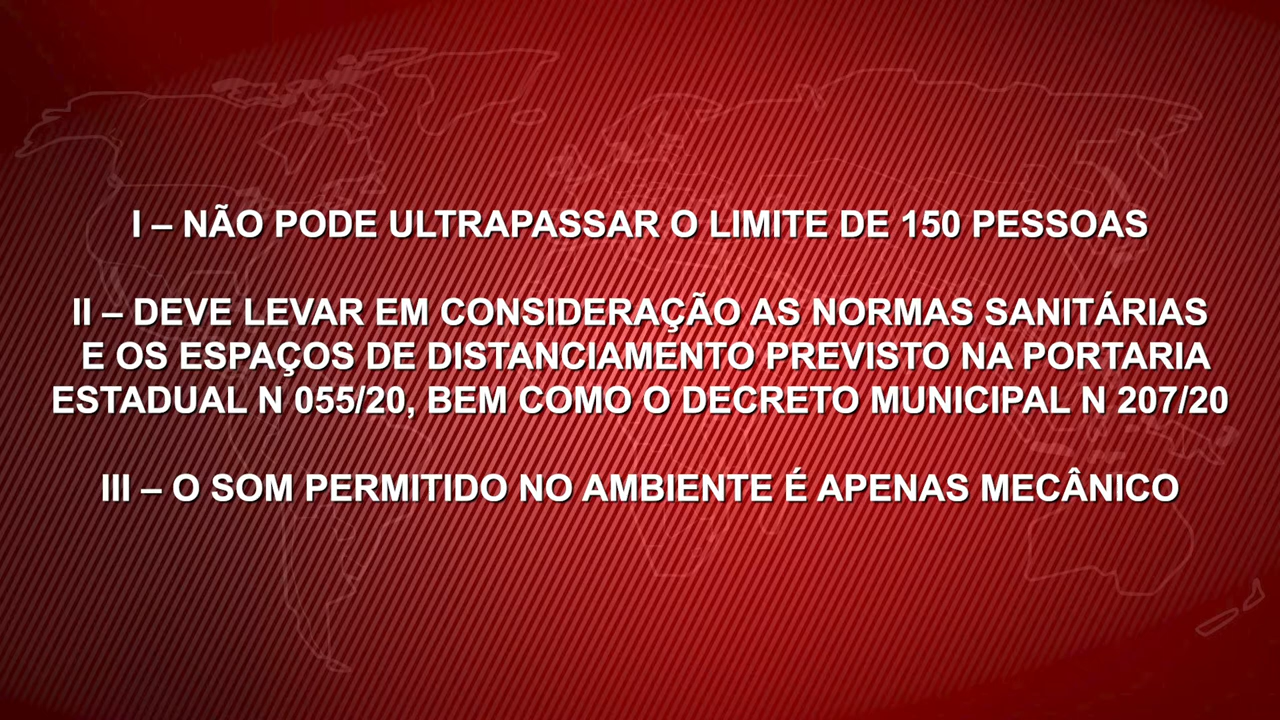 I – NÃO PODE ULTRAPASSAR O LIMITE DE 150 PESSOAS
II – DEVE LEVAR EM CONSIDERAÇÃO AS NORMAS SANITÁRIAS
E OS ESPAÇOS DE DISTANCIAMENTO PREVISTO NA PORTARIA
ESTADUAL N 055/20, BEM COMO O DECRETO MUNICIPAL N 207/20
III – O SOM PERMITIDO NO AMBIENTE É APENAS MECÂNICO